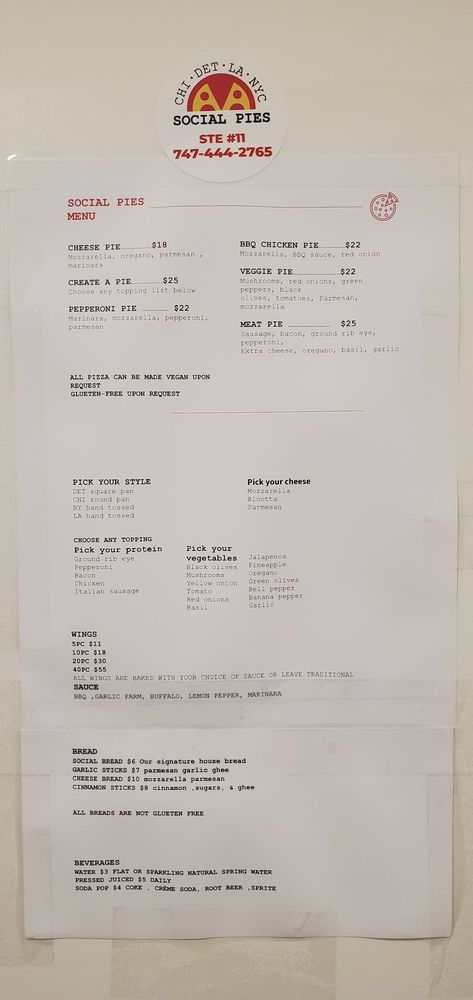 CHI · DET · LA · NYC
SOCIAL PIES
STE #11
747-444-2765
SOCIAL PIES
MENU
CHEESE PIE..............$18
Mozzarella, oregano, parmesan ,
marinara
CREATE A PIE..............$25
Choose any topping list below
PEPPERONI PIE .............. $22
Marinara, mozzarella, pepperoni,
parmesan
BBQ CHICKEN PIE..............$22
Mozzarella, BBQ sauce, red onion
VEGGIE PIE....................$22
Mushrooms, red onions, green
peppers, black
olives, tomatoes, Parmesan,
mozzarella
MEAT PIE .................... $25
Sausage, bacon, ground rib eye,
pepperoni,
Extra cheese, oregano, basil, garlic
ALL PIZZA CAN BE MADE VEGAN UPON
REQUEST
GLUETEN-FREE UPON REQUEST
PICK YOUR STYLE
DET square pan
CHI round pan
NY hand tossed
LA hand tossed
Pick your cheese
Mozzarella
Ricotta
Parmesan
CHOOSE ANY TOPPING
Pick your protein
Ground rib eye
Pepperoni
Bacon
Chicken
Italian sausage
Pick your
vegetables
Black olives
Mushrooms
Yellow onion
Tomato
Red onions
Basil
Jalapenos
Pineapple
Oregano
Green olives
Bell pepper
Banana pepper
Garlic
WINGS
5PC $11
10PC $18
20PC $30
40PC $55
ALL WINGS ARE BAKED WITH YOUR CHOICE OF SAUCE OR LEAVE TRADITIONAL
SAUCE
BBQ ,GARLIC PARM, BUFFALO, LEMON PEPPER, MARINARA
BREAD
SOCIAL BREAD $6 Our signature house bread
GARLIC STICKS $7 parmesan garlic ghee
CHEESE BREAD $10 mozzarella parmesan
CINNAMON STICKS $8 cinnamon ,sugars, & ghee
ALL BREADS ARE NOT GLUETEN FREE
BEVERAGES
WATER $3 FLAT OR SPARKLING NATURAL SPRING WATER
PRESSED JUICED $5 DAILY
SODA POP $4 COKE , CRÈME SODA, ROOT BEER ,SPRITE